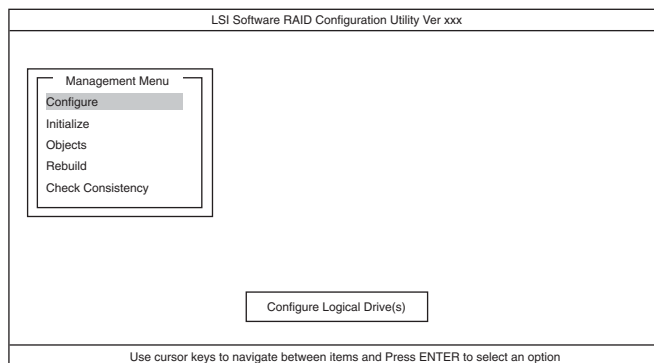 LSI Software RAID Configuration Utility Ver xxx
Management Menu
Configure
Initialize
Objects
Rebuild
Check Consistency
Configure Logical Drive(s)
Use cursor keys to navigate between items and Press ENTER to select an option